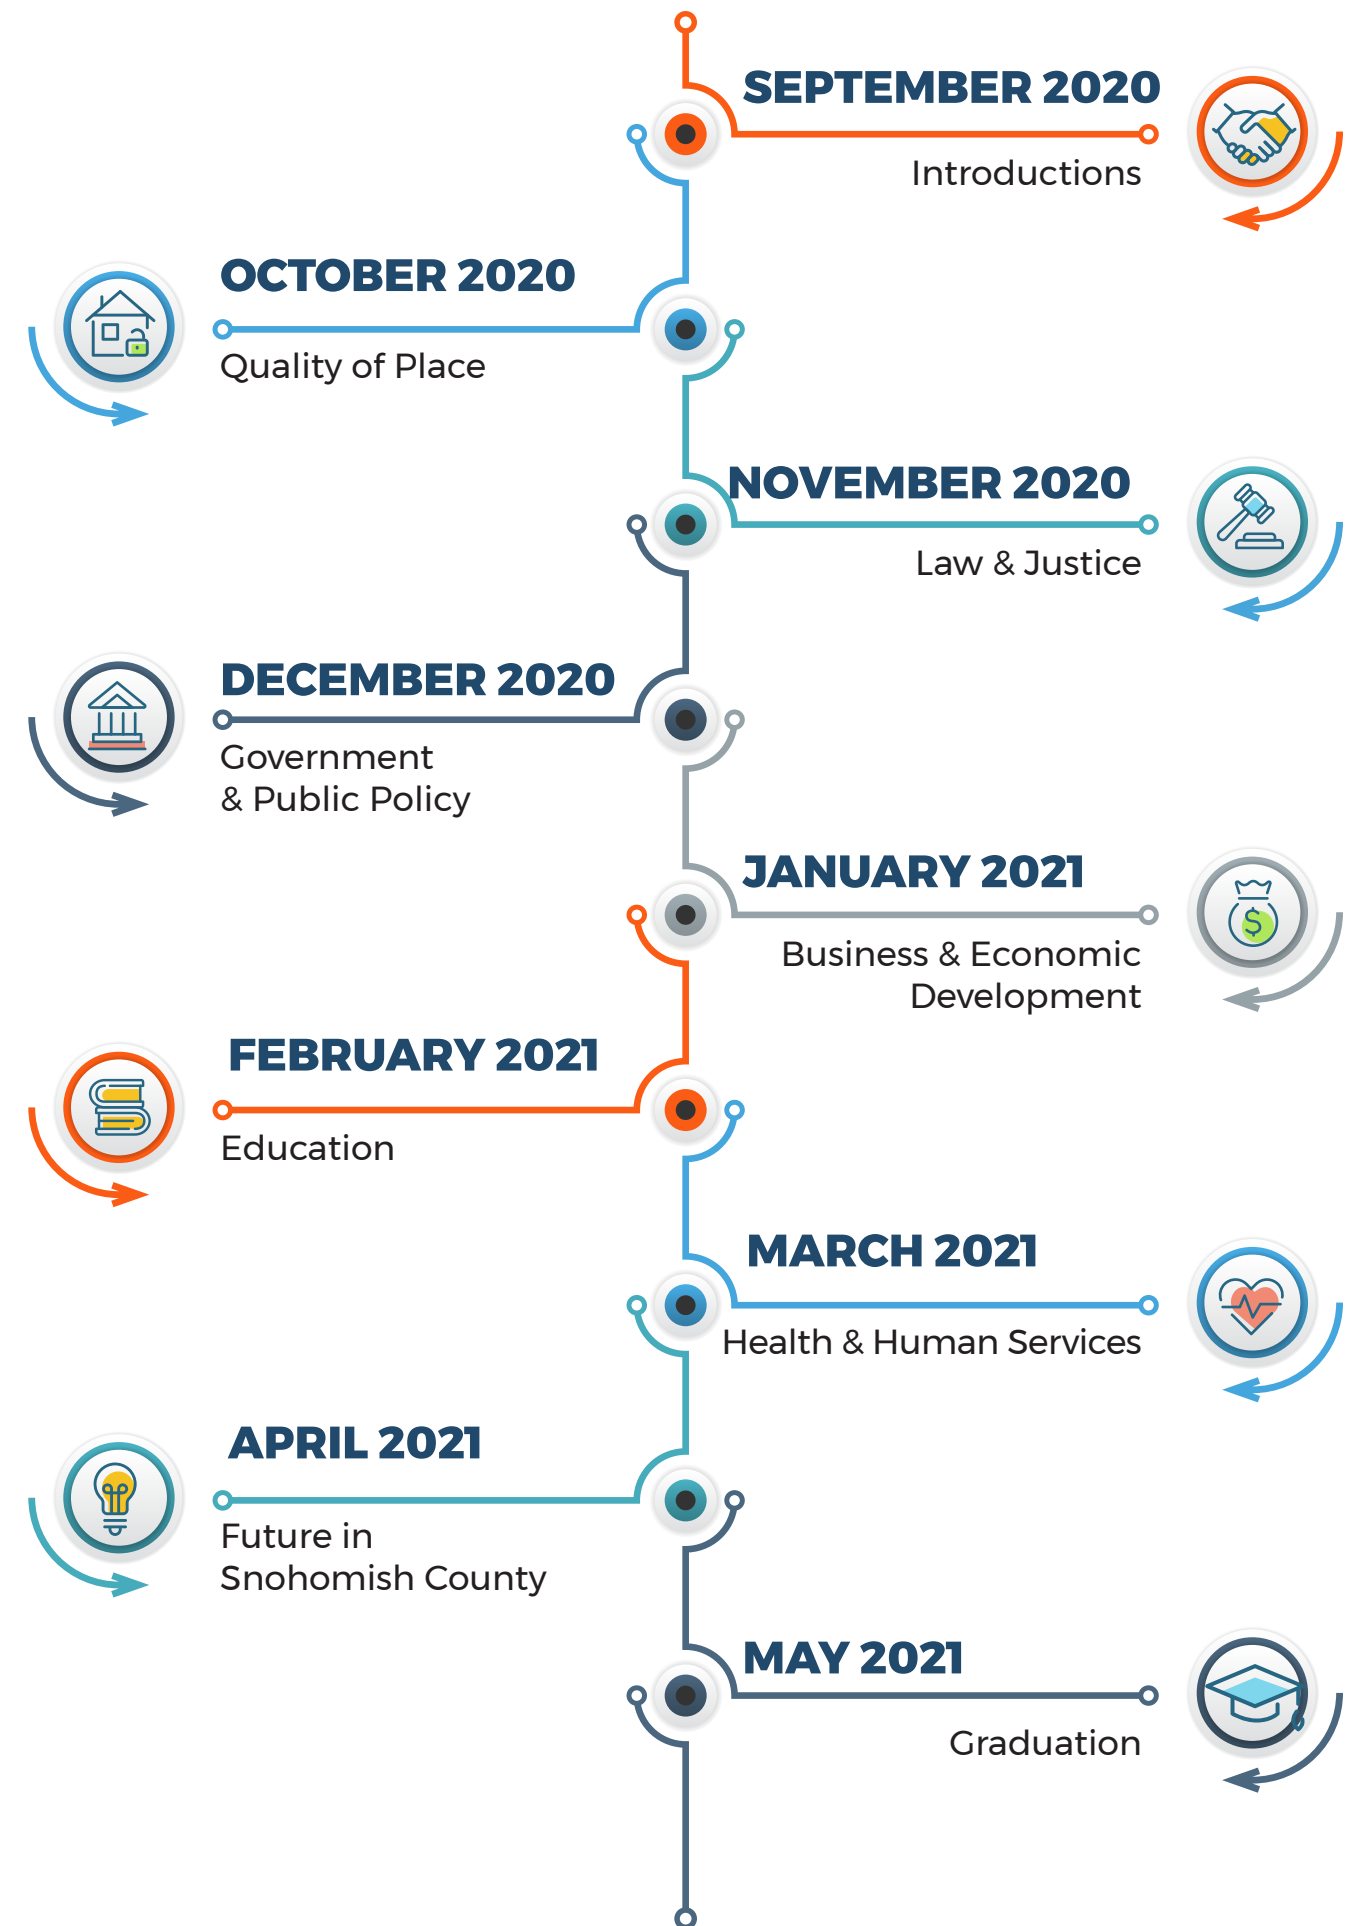 SEPTEMBER 2020
Introductions
OCTOBER 2020
Quality of Place
NOVEMBER 2020
Law & Justice
DECEMBER 2020
Government
& Public Policy
JANUARY 2021
Business & Economic
Development
FEBRUARY 2021
Education
MARCH 2021
Health & Human Services
APRIL 2021
Future in
Snohomish County
MAY 2021
Graduation